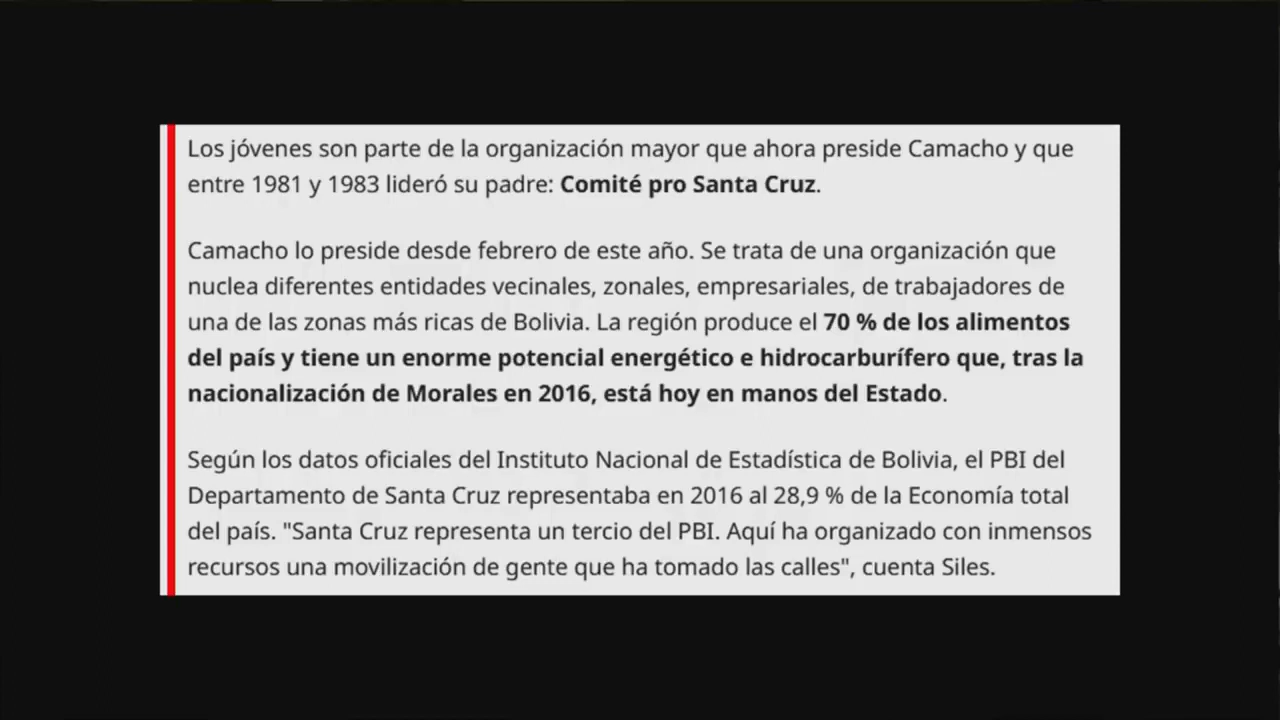 Los jóvenes son parte de la organización mayor que ahora preside Camacho y que
entre 1981 y 1983 lideró su padre: Comité pro Santa Cruz.
Camacho lo preside desde febrero de este año. Se trata de una organización que
nuclea diferentes entidades vecinales, zonales, empresariales, de trabajadores de
una de las zonas más ricas de Bolivia. La región produce el 70 % de los alimentos
del país y tiene un enorme potencial energético e hidrocarburífero que, tras la
nacionalización de Morales en 2016, está hoy en manos del Estado.
Según los datos oficiales del Instituto Nacional de Estadística de Bolivia, el PBI del
Departamento de Santa Cruz representaba en 2016 al 28,9 % de la Economía total
del país. "Santa Cruz representa un tercio del PBI. Aquí ha organizado con inmensos
recursos una movilización de gente que ha tomado las calles", cuenta Siles.